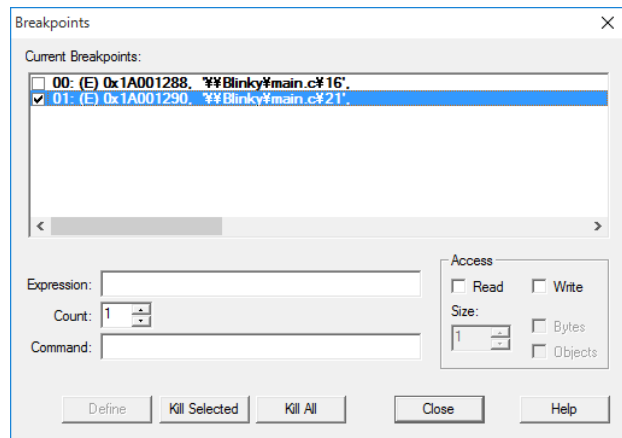 Breakpoints
Current Breakpoints:
00: (E) 0x1A001288, '¥¥Blinky¥main.c¥16',
01: (E) 0x1A001290, '¥¥Blinky¥main.c¥21',
Access
Expression:
Read
Write
Count: 1
Size:
1
Bytes
Command:
Objects
Define
Kill Selected
Kill All
Close
Help